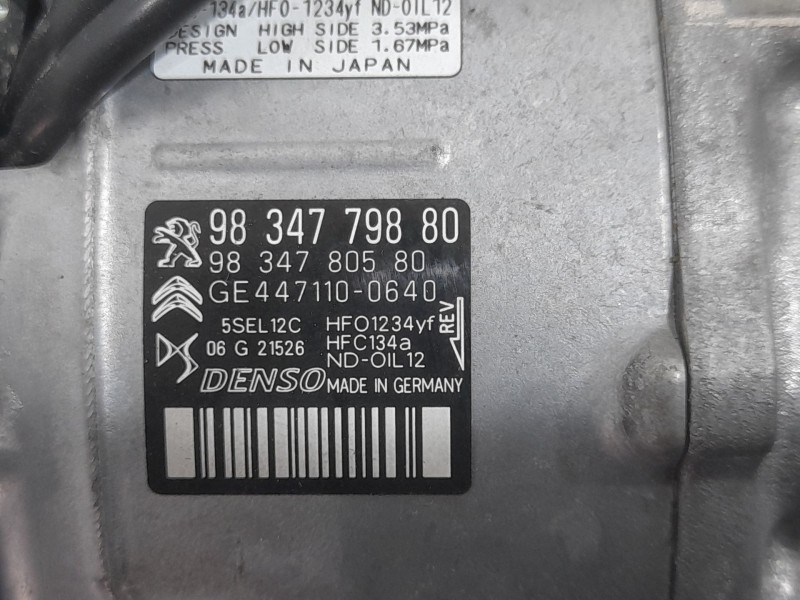 134a/HFO-1234yf ND-OIL12
DESIGN HIGH SIDE 3.53MPa
PRESS LOW SIDE 1.67MPa
MADE IN JAPAN
98 347 798 80
98 347 805 80
GE447110-0640
5SEL12C HFO1234yf
06 G 21526 HFC134a
ND-OIL12
REV
DENSO MADE IN GERMANY